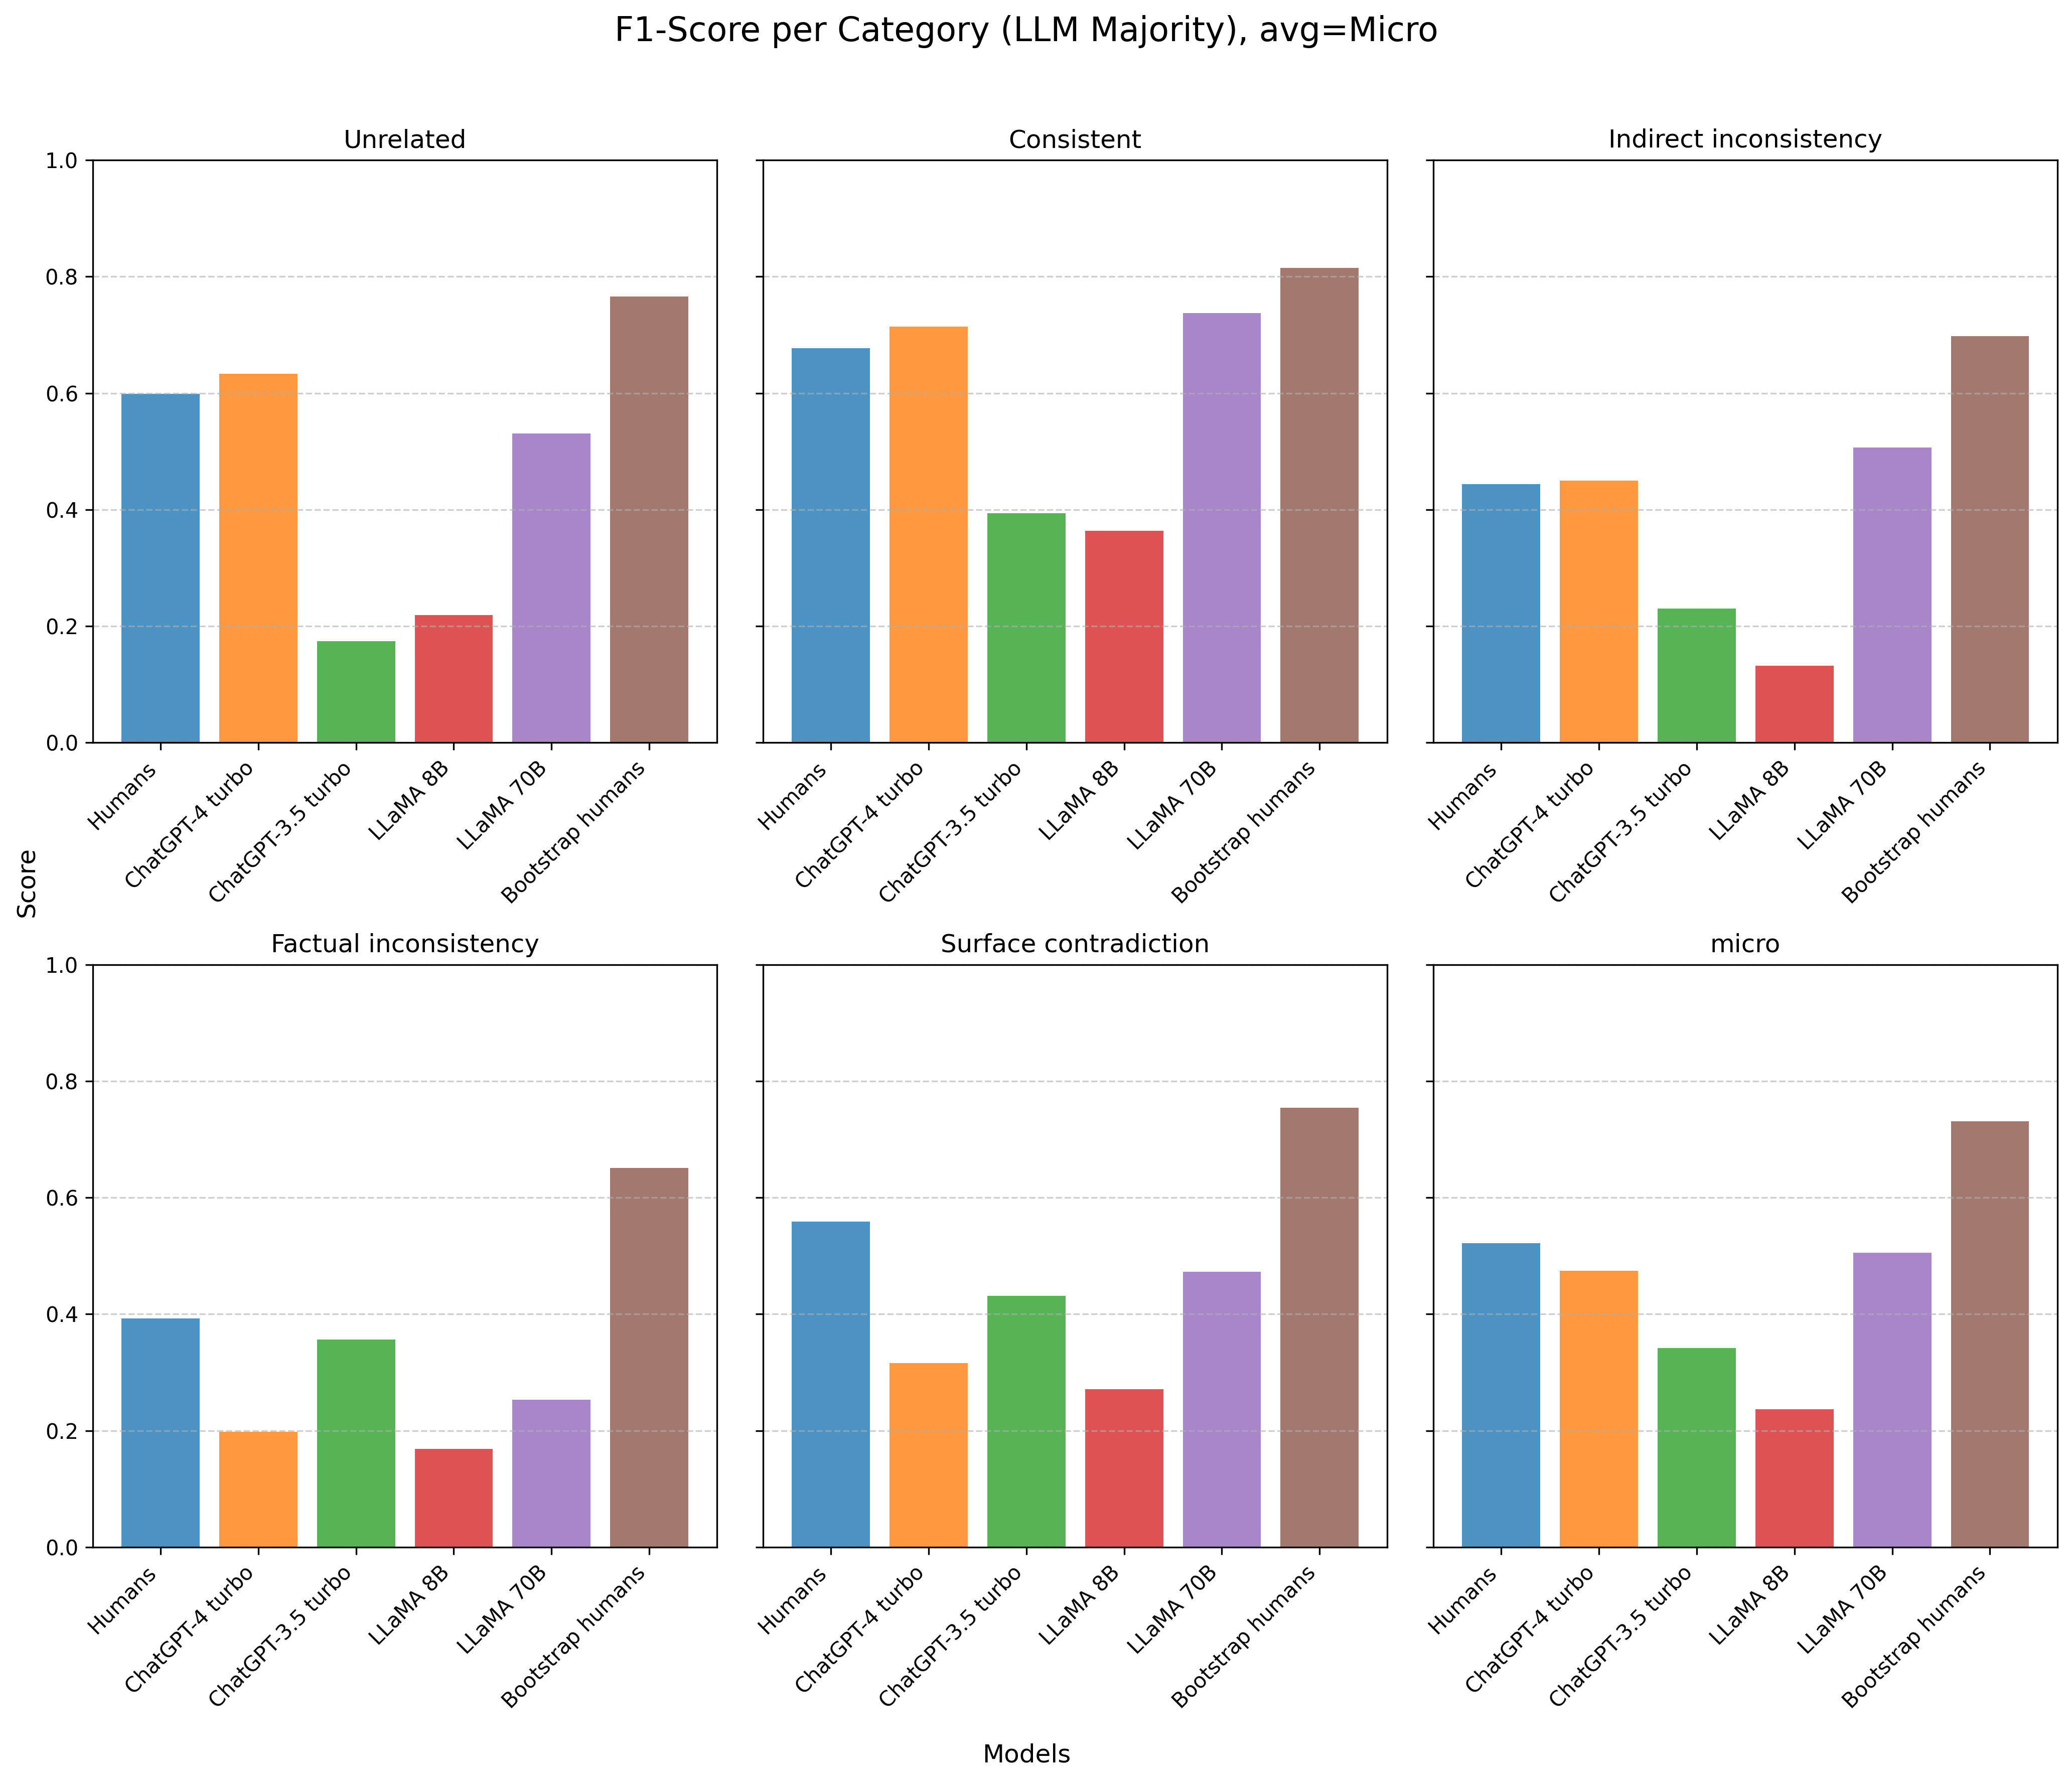 F1-Score per Category (LLM Majority), avg=Micro
Unrelated
Consistent
Indirect inconsistency
1.0
0.8
0.6
0.4
0.2
0.0
Humans
ChatGPT-4 turbo
ChatGPT-3.5 turbo
LLaMA 8B
LLaMA 70B
Bootstrap humans
Humans
ChatGPT-4 turbo
ChatGPT-3.5 turbo
LLaMA 8B
LLaMA 70B
Bootstrap humans
Humans
ChatGPT-4 turbo
ChatGPT-3.5 turbo
LLaMA 8B
LLaMA 70B
Bootstrap humans
Score
Factual inconsistency
Surface contradiction
micro
1.0
0.8
0.6
0.4
0.2
0.0
Humans
ChatGPT-4 turbo
ChatGPT-3.5 turbo
LLaMA 8B
LLaMA 70B
Bootstrap humans
Humans
ChatGPT-4 turbo
ChatGPT-3.5 turbo
LLaMA 8B
LLaMA 70B
Bootstrap humans
Humans
ChatGPT-4 turbo
ChatGPT-3.5 turbo
LLaMA 8B
LLaMA 70B
Bootstrap humans
Models